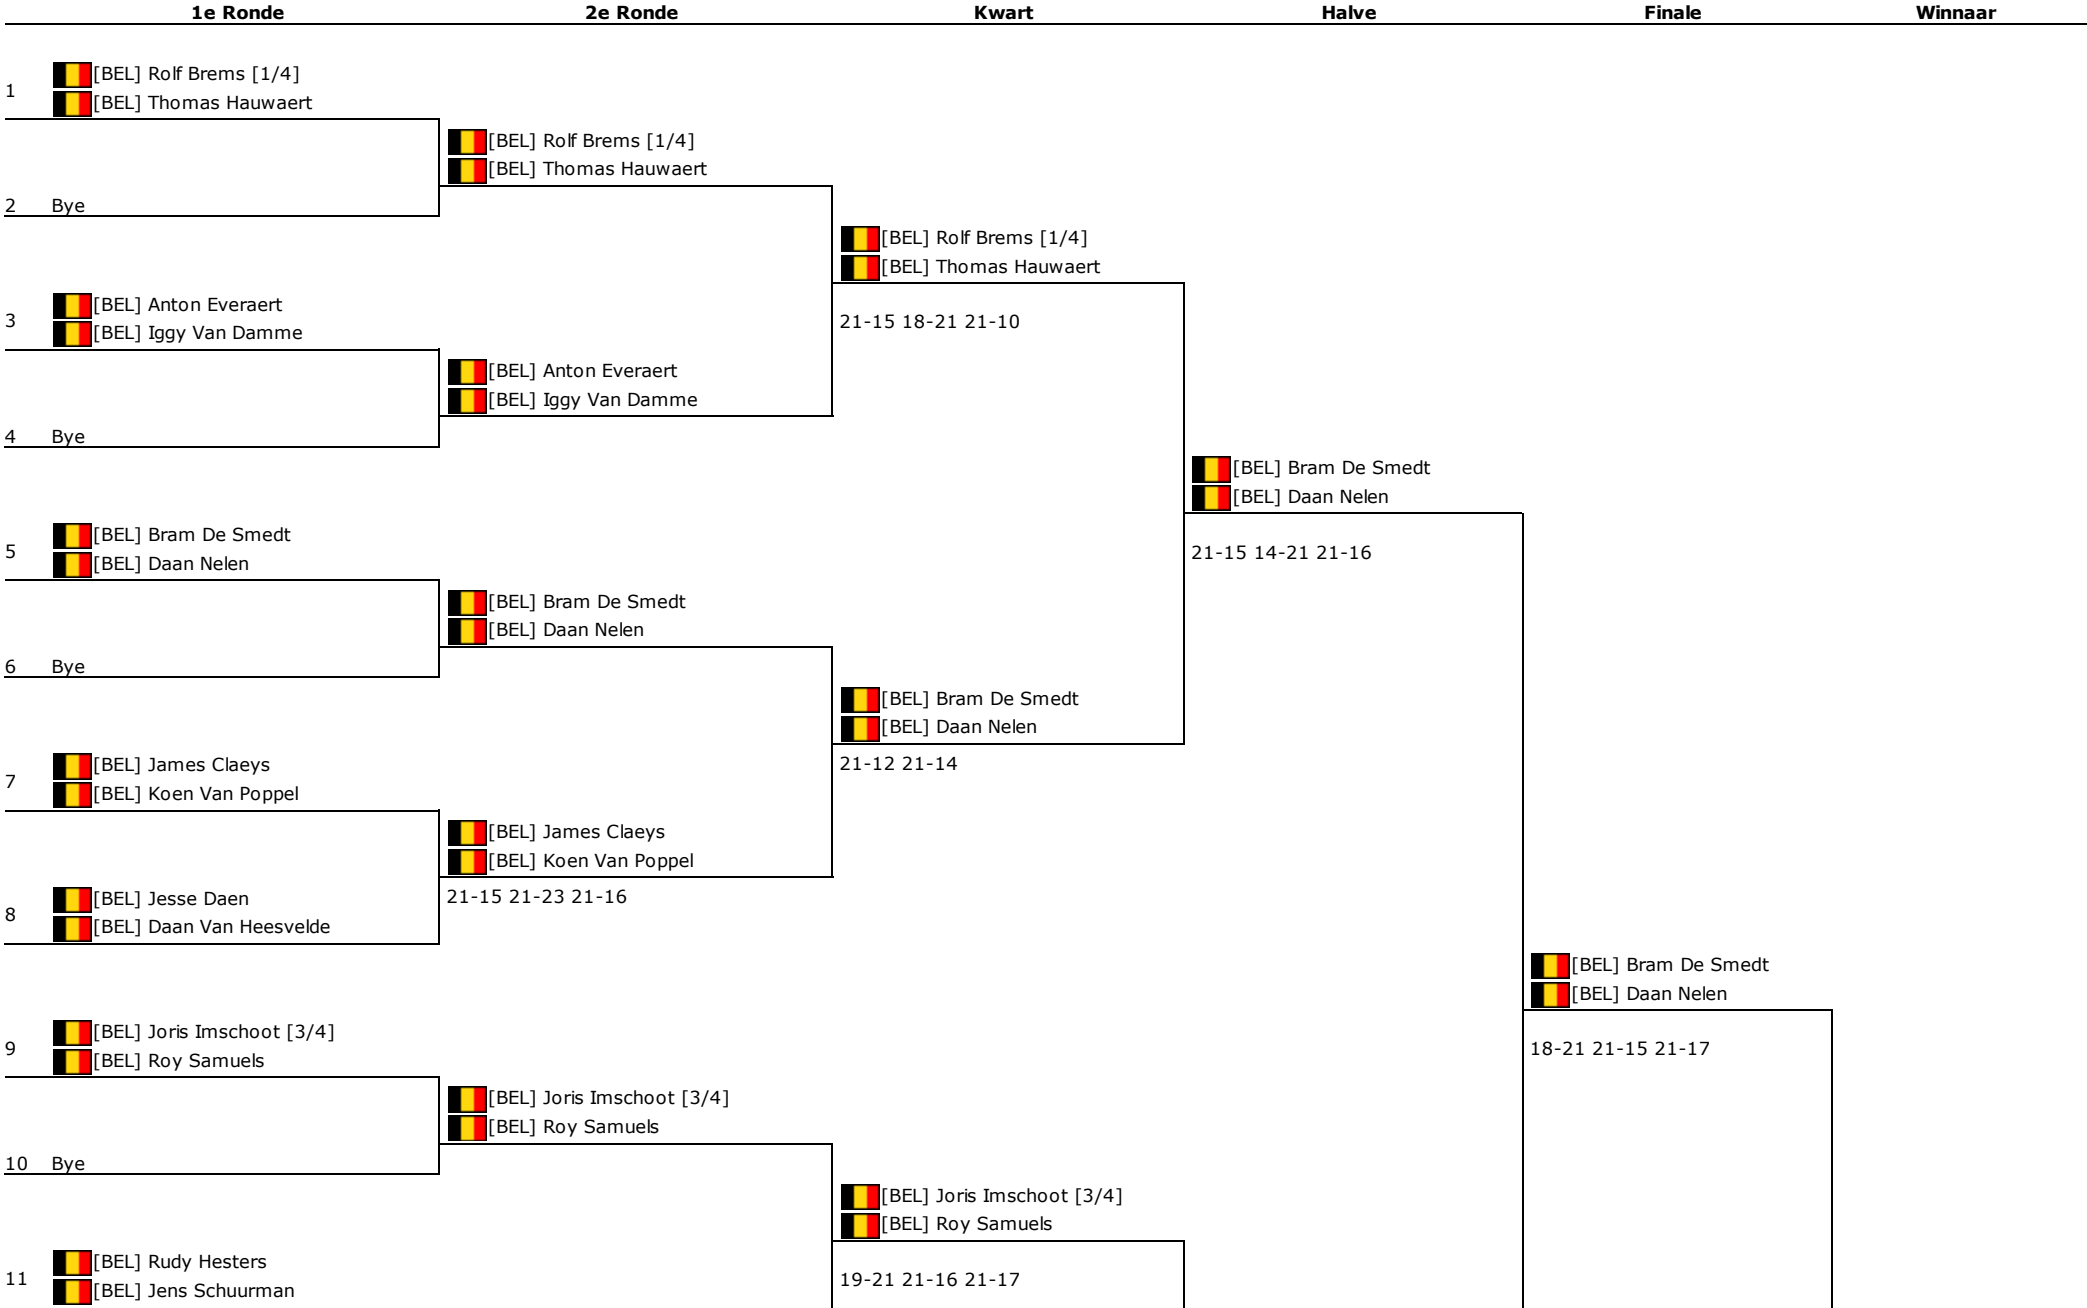 1e Ronde 2e Ronde Kwart Halve Finale Winnaar
1
[BEL] Rolf Brems [1/4]
[BEL] Thomas Hauwaert
[BEL] Rolf Brems [1/4]
[BEL] Thomas Hauwaert
2 Bye
[BEL] Rolf Brems [1/4]
[BEL] Thomas Hauwaert
3
[BEL] Anton Everaert
[BEL] Iggy Van Damme
21-15 18-21 21-10
[BEL] Anton Everaert
[BEL] Iggy Van Damme
4 Bye
[BEL] Bram De Smedt
[BEL] Daan Nelen
5
[BEL] Bram De Smedt
[BEL] Daan Nelen
21-15 14-21 21-16
[BEL] Bram De Smedt
[BEL] Daan Nelen
6 Bye
[BEL] Bram De Smedt
[BEL] Daan Nelen
21-12 21-14
7
[BEL] James Claeys
[BEL] Koen Van Poppel
[BEL] James Claeys
[BEL] Koen Van Poppel
21-15 21-23 21-16
8
[BEL] Jesse Daen
[BEL] Daan Van Heesvelde
[BEL] Bram De Smedt
[BEL] Daan Nelen
18-21 21-15 21-17
9
[BEL] Joris Imschoot [3/4]
[BEL] Roy Samuels
[BEL] Joris Imschoot [3/4]
[BEL] Roy Samuels
10 Bye
[BEL] Joris Imschoot [3/4]
[BEL] Roy Samuels
19-21 21-16 21-17
11
[BEL] Rudy Hesters
[BEL] Jens Schuurman